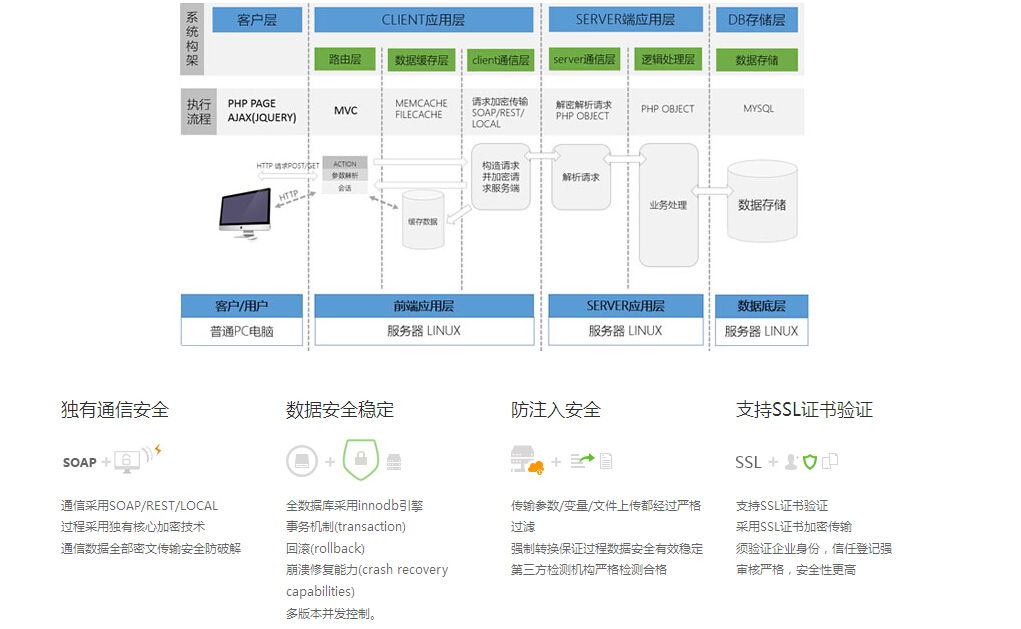 系统构架
客户层
CLIENT应用层
SERVER端应用层
DB存储层
路由层
数据缓存层
client通信层
server通信层
逻辑处理层
数据存储
执行
流程
PHP PAGE
AJAX(JQUERY)
MVC
MEMCACHE
FILECACHE
请求加密传输
SOAP/REST/
LOCAL
解密解析请求
PHP OBJECT
PHP OBJECT
MYSQL
HTTP 请求POST/GET
HTTP
ACTION
参数解析
会话
缓存数据
构造请求
并加密请
求服务端
解析请求
业务处理
数据存储
客户/用户
前端应用层
SERVER应用层
数据底层
普通PC电脑
服务器 LINUX
服务器 LINUX
服务器 LINUX
独有通信安全
SOAP
通信采用SOAP/REST/LOCAL
过程采用独有核心加密技术
通信数据全部密文传输安全防破解
数据安全稳定
全数据库采用innodb引擎
事务机制(transaction)
回滚(rollback)
崩溃修复能力(crash recovery
capabilities)
多版本并发控制。
防注入安全
传输参数/变量/文件上传都经过严格
过滤
强制转换保证过程数据安全有效稳定
第三方检测机构严格检测合格
支持SSL证书验证
SSL
支持SSL证书验证
采用SSL证书加密传输
须验证企业身份，信任登记强
审核严格，安全性更高